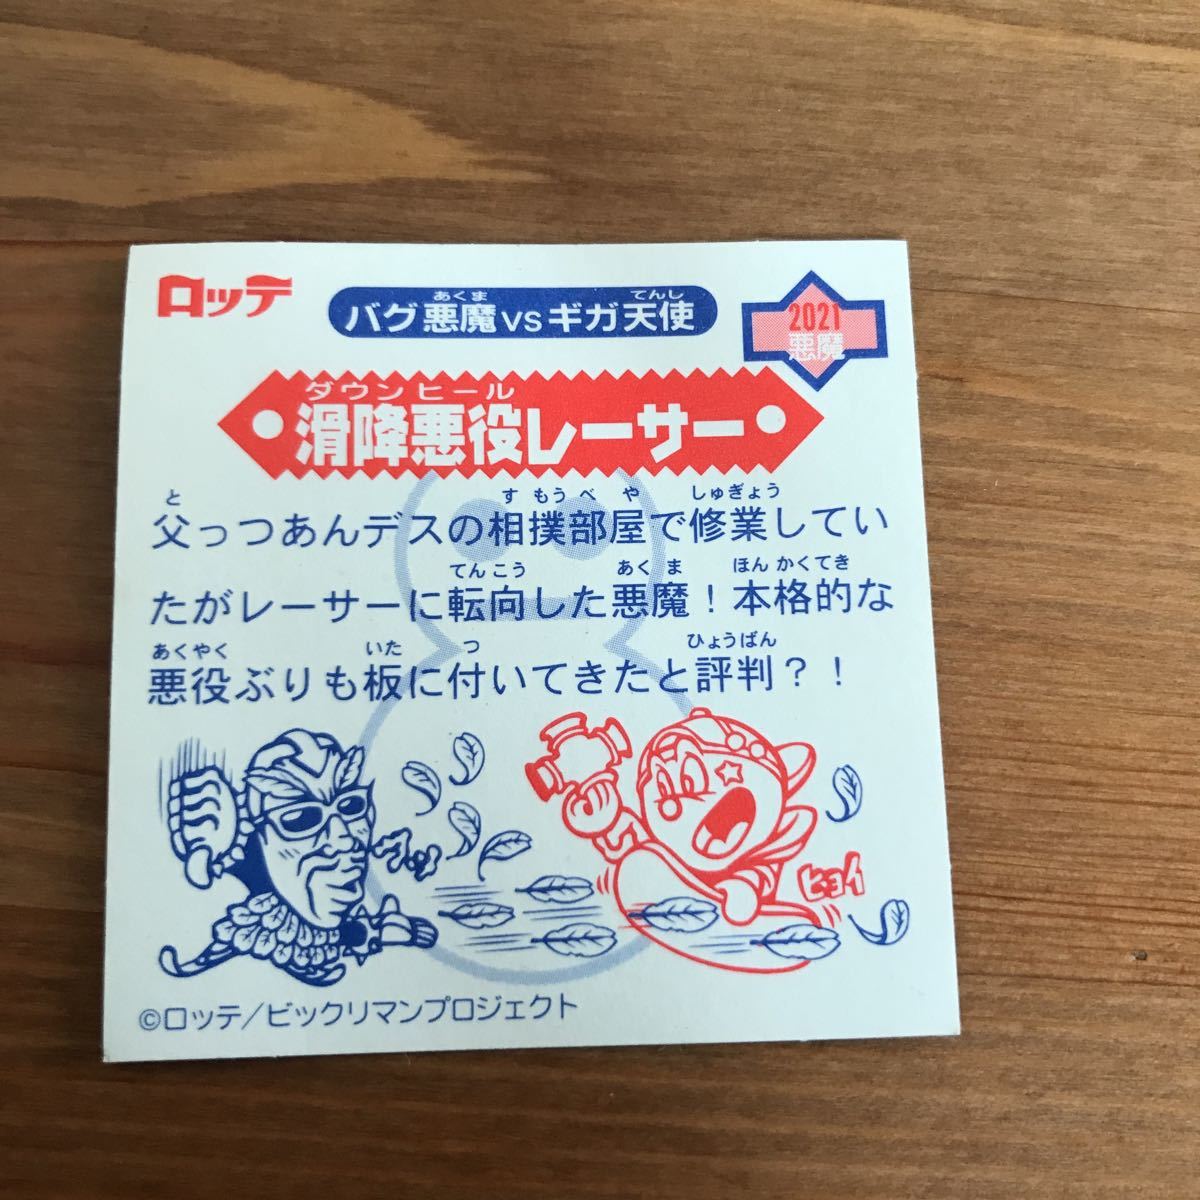 ロッテ
バグ悪魔vsギガ天使
あくま てんし
2021
悪魔
ダウンヒール
滑降悪役レーサー
と すもうべや しゅぎょう
父っつあんデスの相撲部屋で修業してい
てんこう あくま ほんかくてき
たがレーサーに転向した悪魔！本格的な
あくやく いた つ ひょうばん
悪役ぶりも板に付いてきたと評判？！
ヒョイ
©ロッテ/ビックリマンプロジェクト